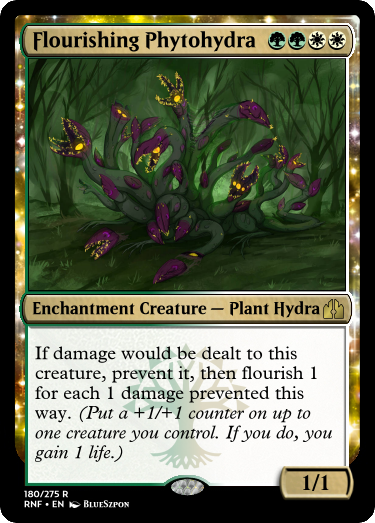 Flourishing Phytohydra
Enchantment Creature — Plant Hydra
If damage would be dealt to this
creature, prevent it, then flourish 1
for each 1 damage prevented this
way. (Put a +1/+1 counter on up to
one creature you control. If you do, you
gain 1 life.)
1/1
180/275 R
RNF • EN BlueSzpon